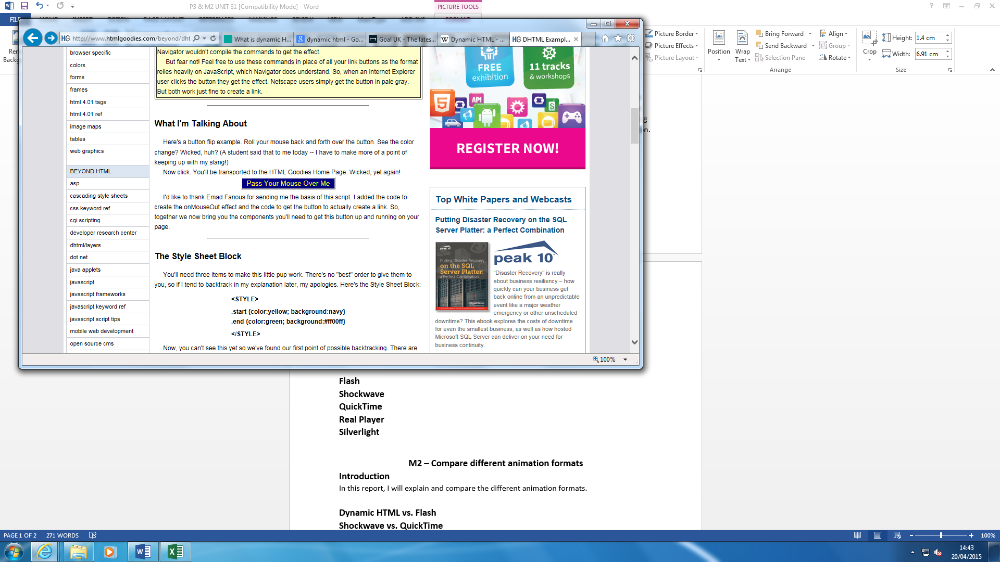 P3 & M2 UNIT 31 [Compatibility Mode] - Word
PICTURE TOOLS
FILE
http://www.htmlgoodies.com/beyond/dht
What is dynamic H...
dynamic html - Go...
Goal UK - The lates...
Dynamic HTML - ...
HG DHTML Exampl...
Picture Border
Picture Effects
Picture Layout
Position
Wrap Text
Bring Forward
Send Backward
Selection Pane
Align
Group
Rotate
Arrange
Crop
Height: 1.4 cm
Width: 6.91 cm
Size
browser specific
colors
forms
frames
html 4.01 tags
html 4.01 ref
image maps
tables
web graphics
BEYOND HTML
asp
cascading style sheets
css keyword ref
cgi scripting
developer research center
dhtml/layers
dot net
java applets
javascript
javascript frameworks
javascript keyword ref
javascript script tips
mobile web development
open source cms
Navigator wouldn't compile the commands to get the effect.
But fear not! Feel free to use these commands in place of all your link buttons as the format
relies heavily on JavaScript, which Navigator does understand. So, when an Internet Explorer
user clicks the button they get the effect. Netscape users simply get the button in pale gray.
But both work just fine to create a link.
What I'm Talking About
Here's a button flip example. Roll your mouse back and forth over the button. See the color
change? Wicked, huh? (A student said that to me today -- I have to make more of a point of
keeping up with my slang!)
Now click. You'll be transported to the HTML Goodies Home Page. Wicked, yet again!
Pass Your Mouse Over Me
I'd like to thank Emad Fanous for sending me the basis of this script. I added the code to
create the onMouseOut effect and the code to get the button to actually create a link. So,
together we now bring you the components you'll need to get this button up and running on your
page.
The Style Sheet Block
You'll need three items to make this little pup work. There's no "best" order to give them to
you, so if I tend to backtrack in my explanation later, my apologies. Here's the Style Sheet Block:
<STYLE>
.start {color:yellow; background:navy}
.end {color:green; background:#ff00ff}
</STYLE>
Now, you can't see this yet so we've found our first point of possible backtracking. There are
FREE
exhibition
11 tracks
& workshops
API
REGISTER NOW!
Top White Papers and Webcasts
Putting Disaster Recovery on the SQL
Server Platter: a Perfect Combination
peak 10
Putting Disaster Recovery
on the SQL
Server Platter:
a Perfect Combination
peak 10
"Disaster Recovery" is really
about business resiliency – how
quickly can your business get
back online from an unpredictable
event like a major weather
emergency or other unscheduled
downtime? This ebook explores the costs of downtime
for even the smallest business, as well as how hosted
Microsoft SQL Server can deliver on your need for
business continuity.
100%
Flash
Shockwave
QuickTime
Real Player
Silverlight
M2 – Compare different animation formats
Introduction
In this report, I will explain and compare the different animation formats.
Dynamic HTML vs. Flash
Shockwave vs. QuickTime
PAGE 1 OF 2
271 WORDS
100%
14:43
20/04/2015